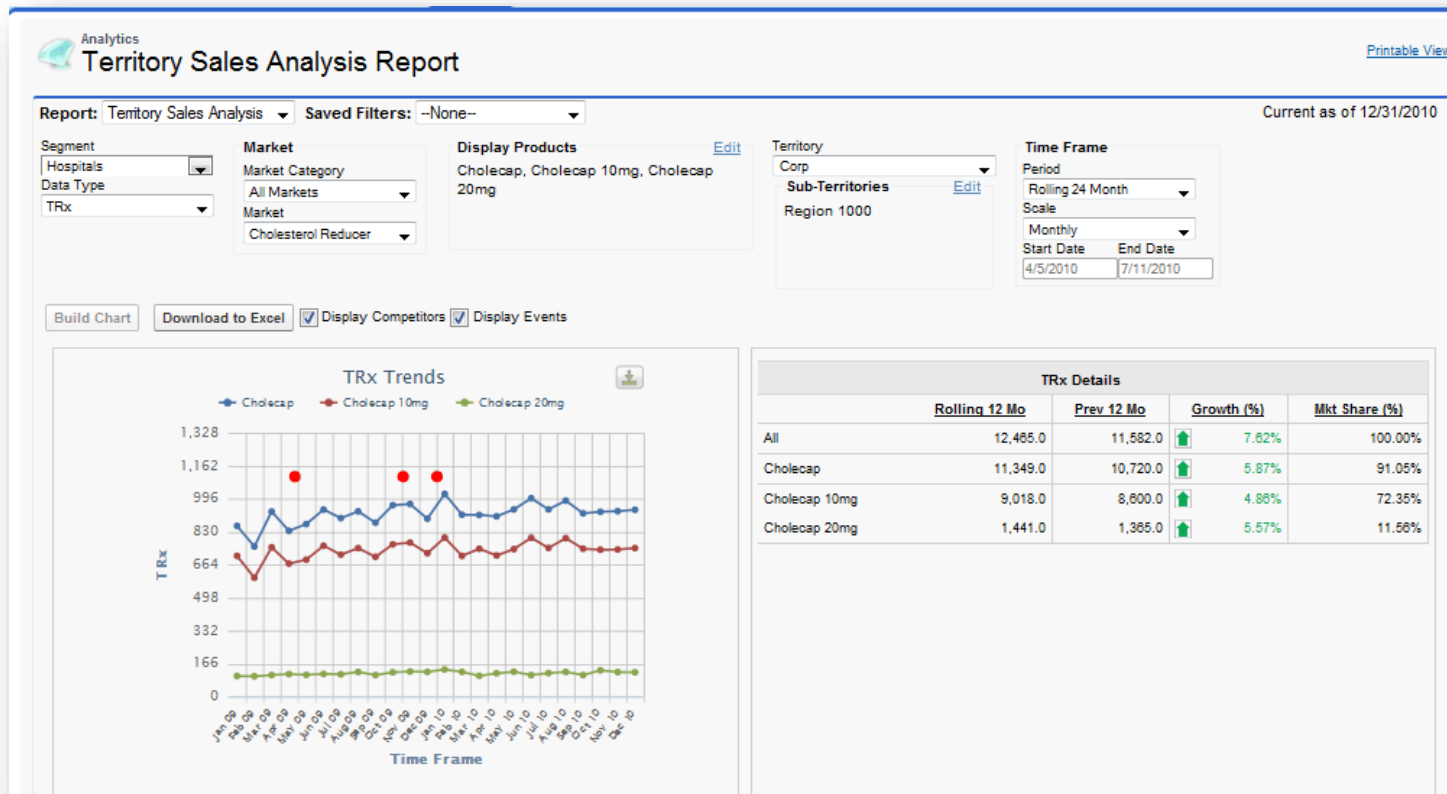 Analytics
Territory Sales Analysis Report
Printable View
Report: Territory Sales Analysis Saved Filters: --None--
Current as of 12/31/2010
Segment
Hospitals
Data Type
TRx
Market
Market Category
All Markets
Market
Cholesterol Reducer
Display Products Edit
Cholecap, Cholecap 10mg, Cholecap
20mg
Territory
Corp
Sub-Territories Edit
Region 1000
Time Frame
Period
Rolling 24 Month
Scale
Monthly
Start Date End Date
4/5/2010 7/11/2010
Build Chart Download to Excel Display Competitors Display Events
TRx Trends
Cholecap Cholecap 10mg Cholecap 20mg
1,328
1,162
996
830
664
498
332
166
0
TRx
Jan 09 Feb 09 Mar 09 Apr 09 May 09 Jun 09 Jul 09 Aug 09 Sep 09 Oct 09 Nov 09 Dec 09 Jan 10 Feb 10 Mar 10 Apr 10 May 10 Jun 10 Jul 10 Aug 10 Sep 10 Oct 10 Nov 10 Dec 10
Time Frame
TRx Details
Rolling 12 Mo Prev 12 Mo Growth (%) Mkt Share (%)
All 12,465.0 11,582.0 7.62% 100.00%
Cholecap 11,349.0 10,720.0 5.87% 91.05%
Cholecap 10mg 9,018.0 8,600.0 4.86% 72.35%
Cholecap 20mg 1,441.0 1,365.0 5.57% 11.56%